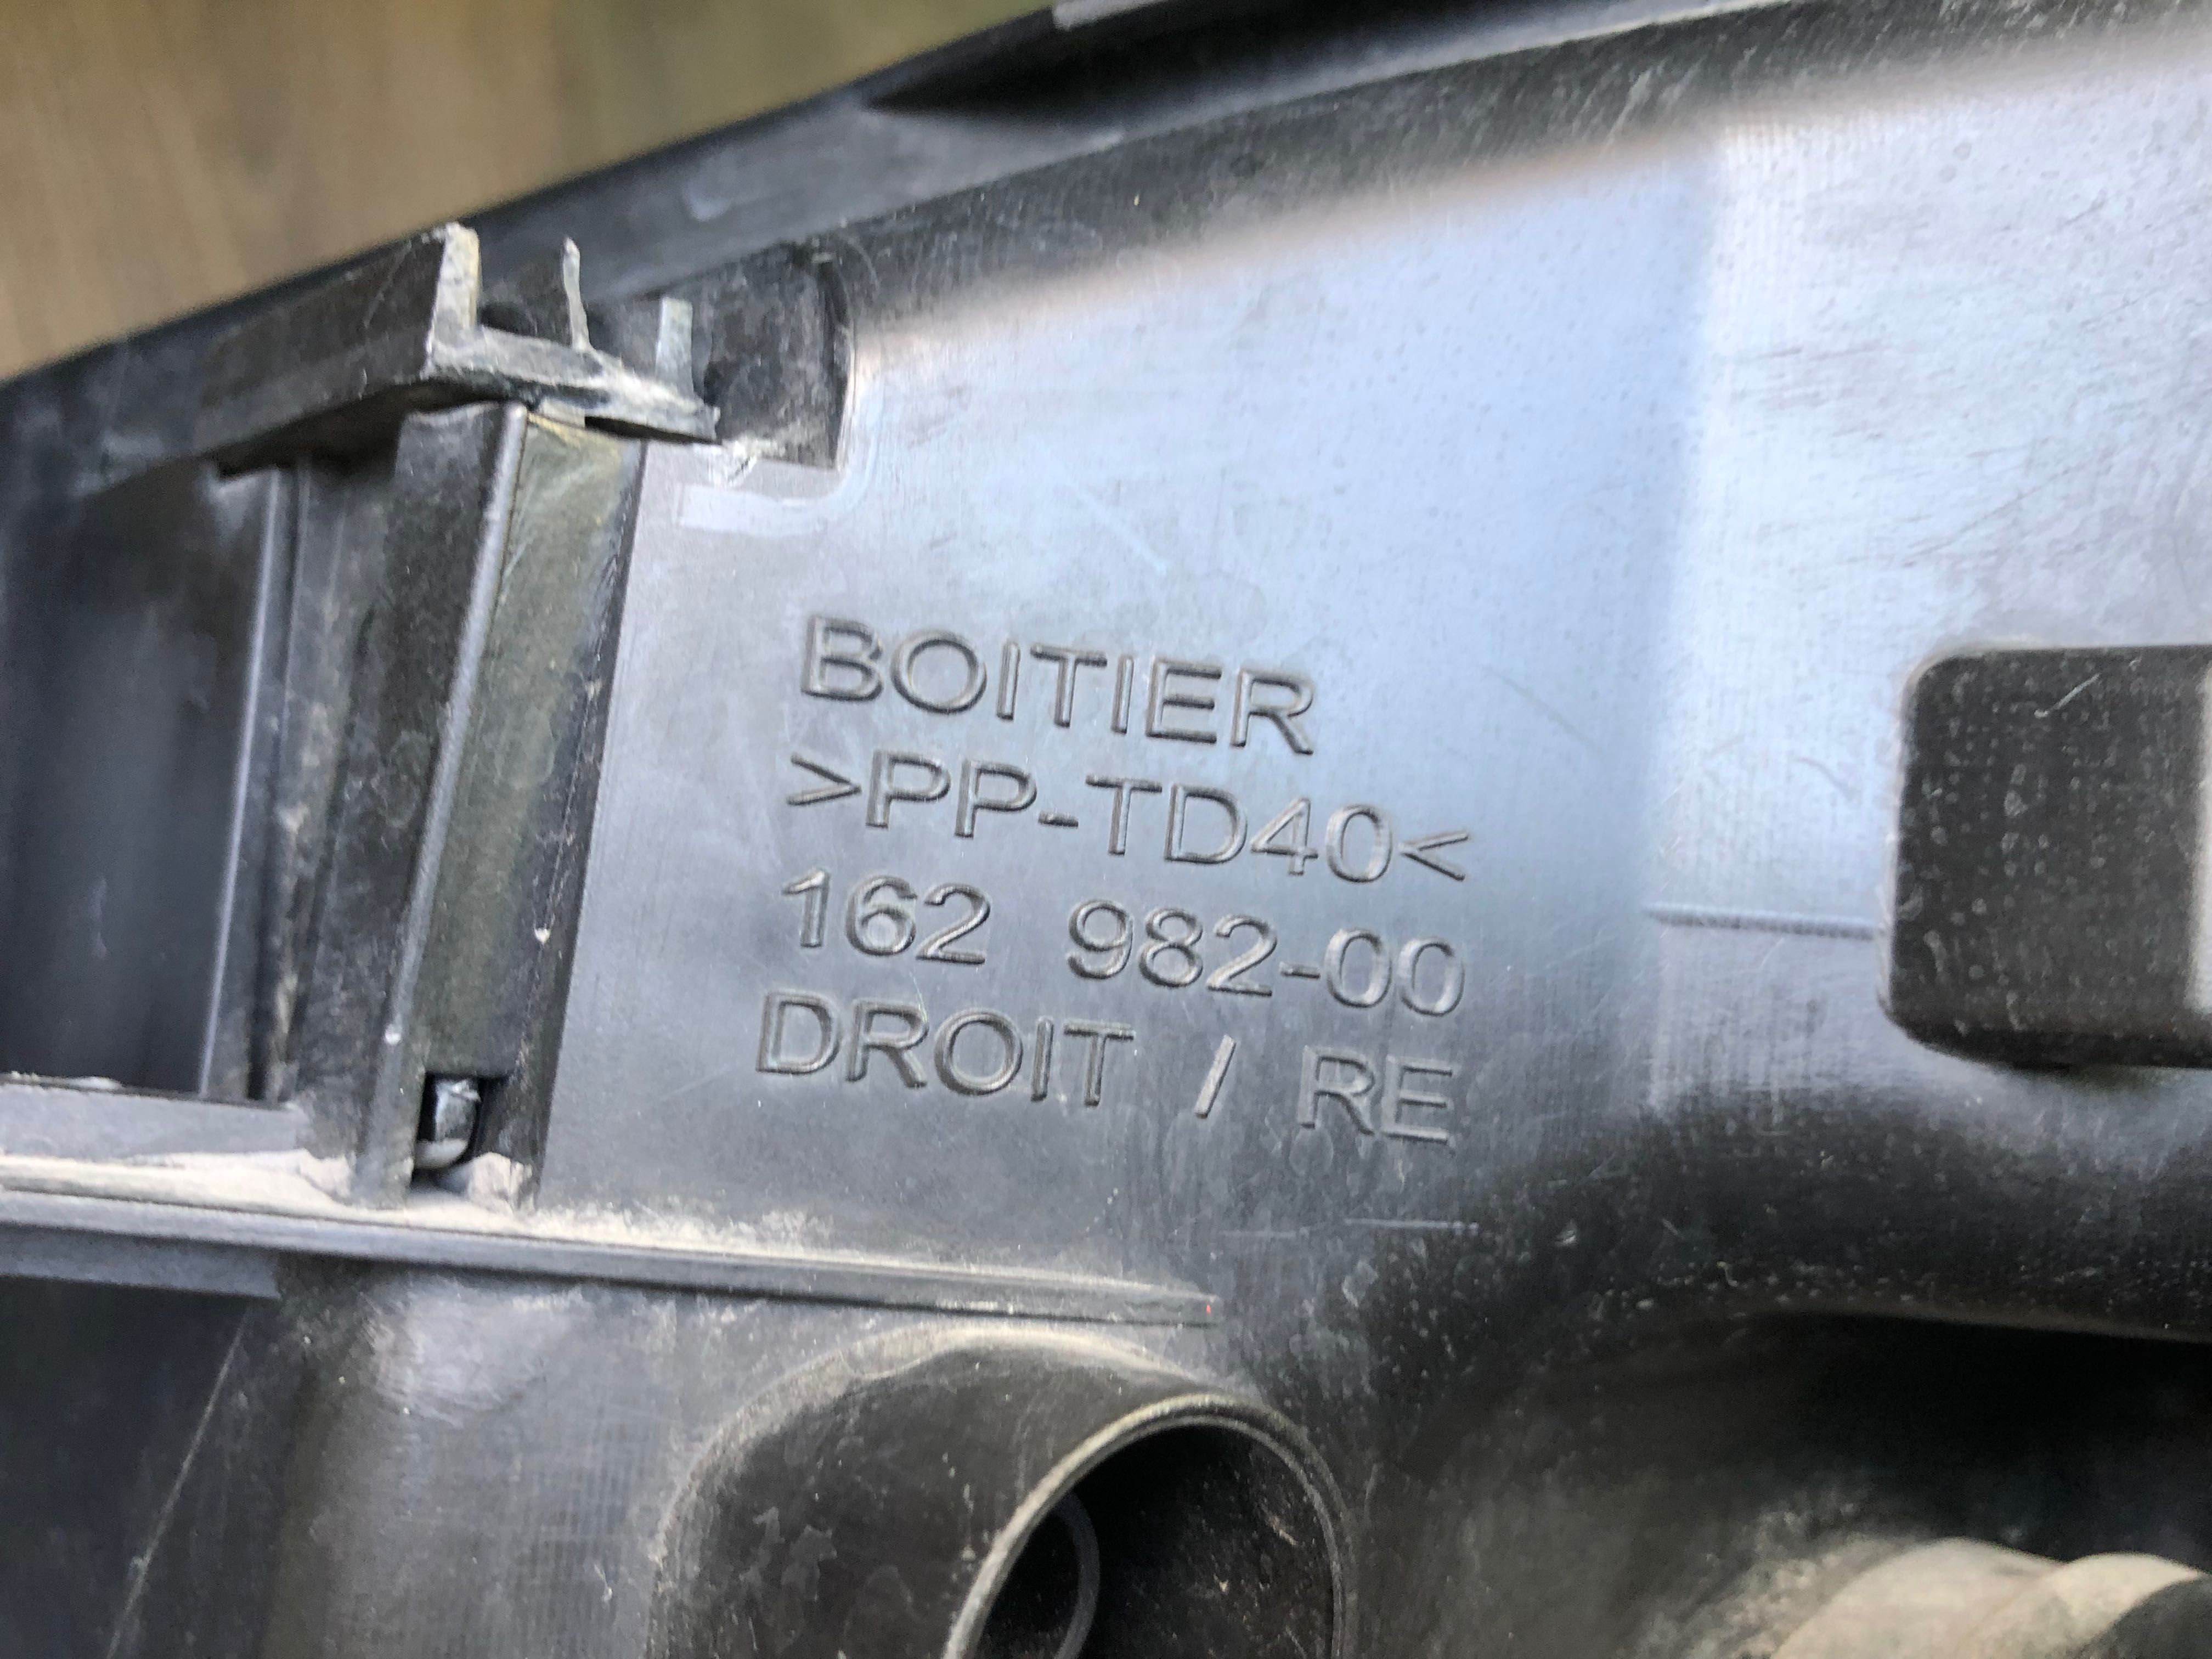 BOITIER
>PP-TD40<
162 982-00
DROIT / RE